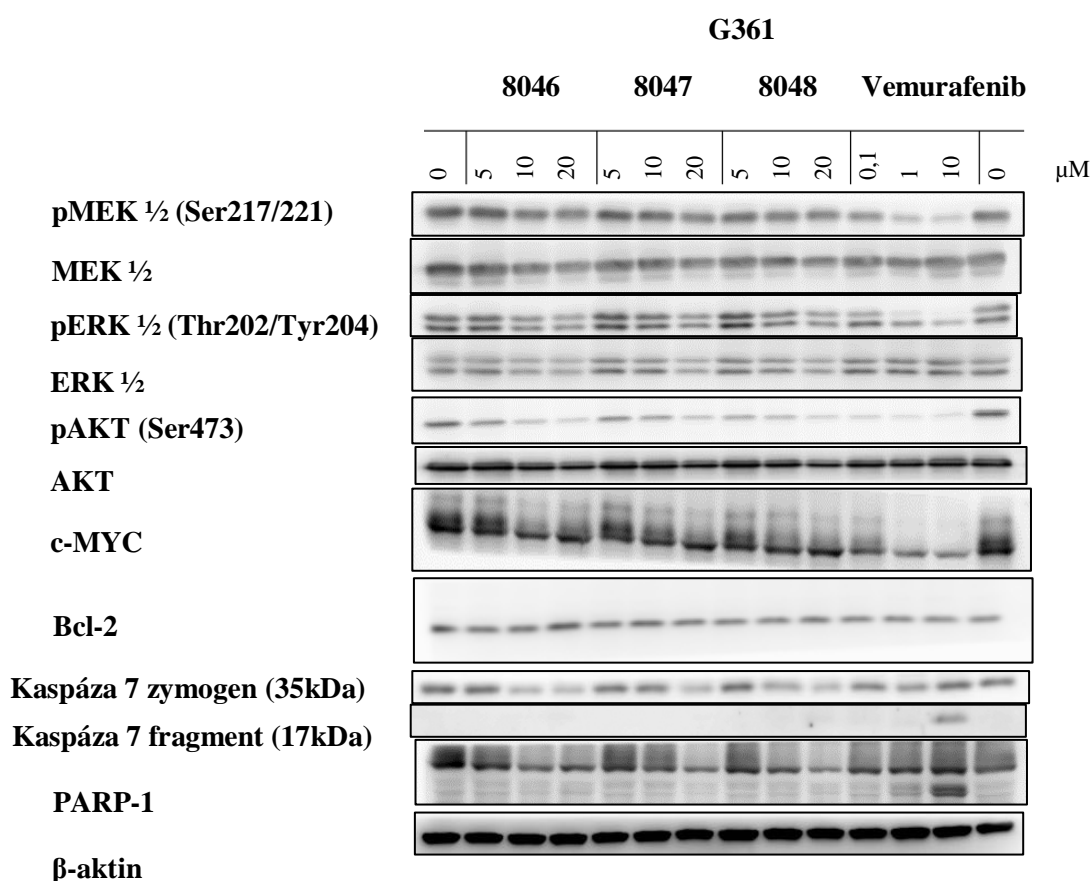 G361
8046 8047 8048 Vemurafenib
0 5 10 20 5 10 20 5 10 20 0,1 1 10 0 µM
pMEK ½ (Ser217/221)
MEK ½
pERK ½ (Thr202/Tyr204)
ERK ½
pAKT (Ser473)
AKT
c-MYC
Bcl-2
Kaspáza 7 zymogen (35kDa)
Kaspáza 7 fragment (17kDa)
PARP-1
β-aktin